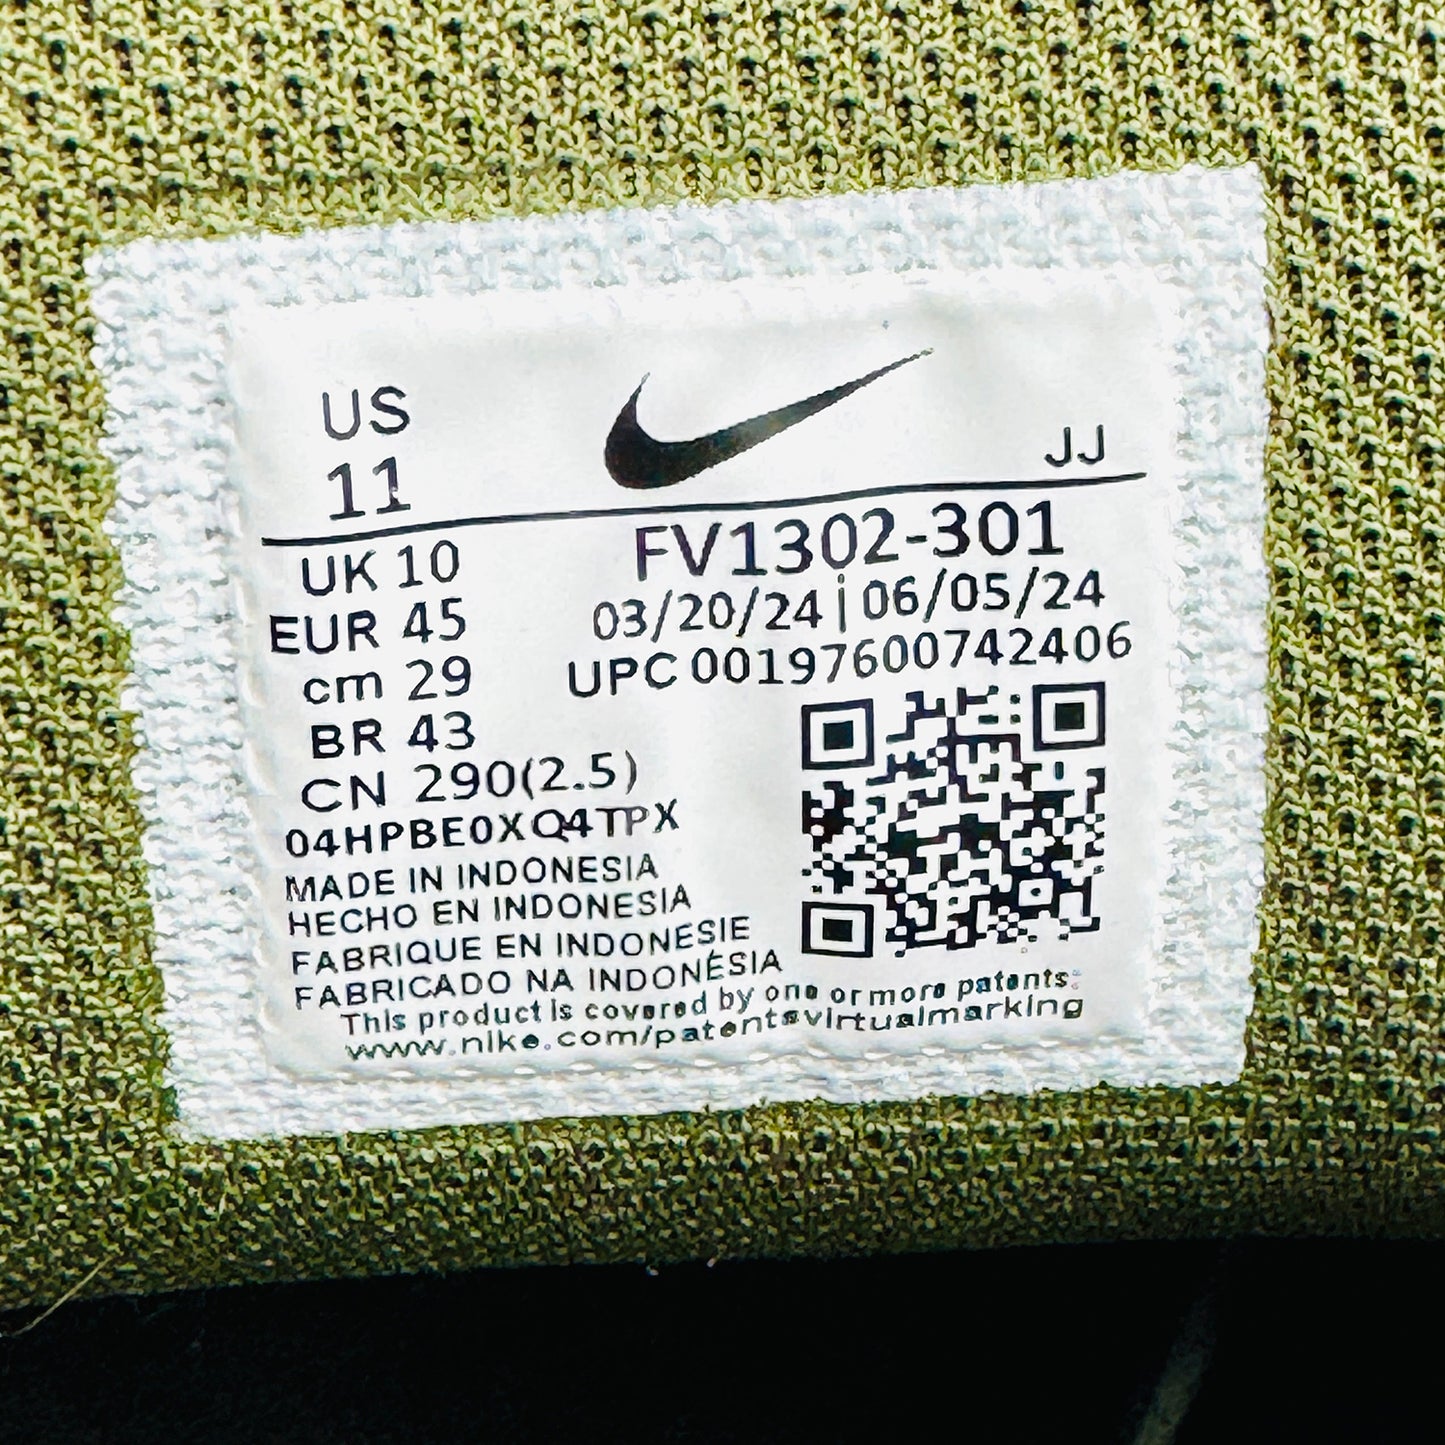 US
11
JJ
UK 10
EUR 45
cm 29
BR 43
CN 290(2.5)
FV1302-301
03/20/24 | 06/05/24
UPC 00197600742406
04HPBE0XQ4TPX
MADE IN INDONESIA
HECHO EN INDONESIA
FABRIQUE EN INDONESIE
FABRICADO NA INDONÉSIA
This product is covered by one or more patents:
www.nike.com/patentsvirtualmarking